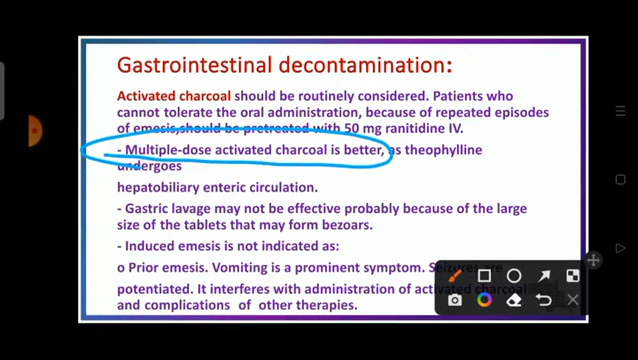 Gastrointestinal decontamination:
Activated charcoal should be routinely considered. Patients who
cannot tolerate the oral administration, because of repeated episodes
of emesis,should be pretreated with 50 mg ranitidine IV.
- Multiple-dose activated charcoal is better, as theophylline
undergoes
hepatobiliary enteric circulation.
- Gastric lavage may not be effective probably because of the large
size of the tablets that may form bezoars.
- Induced emesis is not indicated as:
o Prior emesis. Vomiting is a prominent symptom. Seizures are
potentiated. It interferes with administration of activated charcoal
and complications of other therapies.